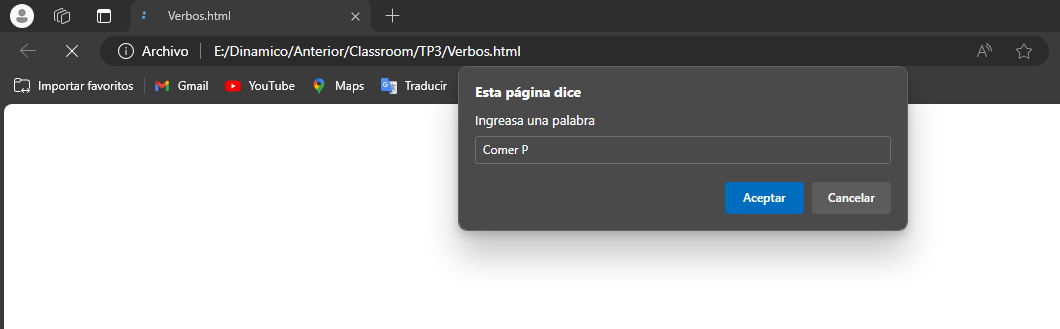 Verbos.html
Archivo
E:/Dinamico/Anterior/Classroom/TP3/Verbos.html
Importar favoritos
Gmail
YouTube
Maps
Traducir
Esta página dice
Ingreasa una palabra
Comer P
Aceptar
Cancelar